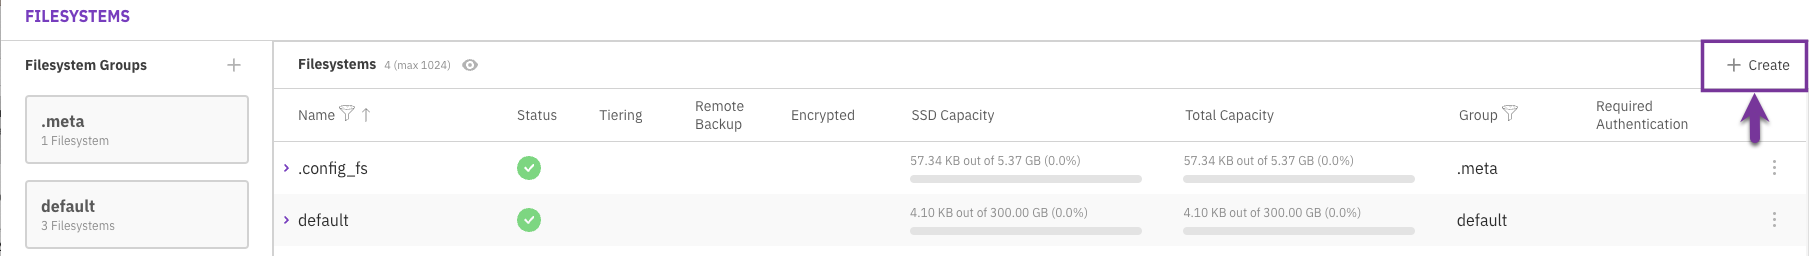 FILESYSTEMS
Filesystem Groups
.meta
1 Filesystem
default
3 Filesystems
Filesystems 4 (max 1024)
Create
Name Status Tiering Remote Backup Encrypted SSD Capacity Total Capacity Group Required Authentication
.config_fs 57.34 KB out of 5.37 GB (0.0%) 57.34 KB out of 5.37 GB (0.0%) .meta
default 4.10 KB out of 300.00 GB (0.0%) 4.10 KB out of 300.00 GB (0.0%) default